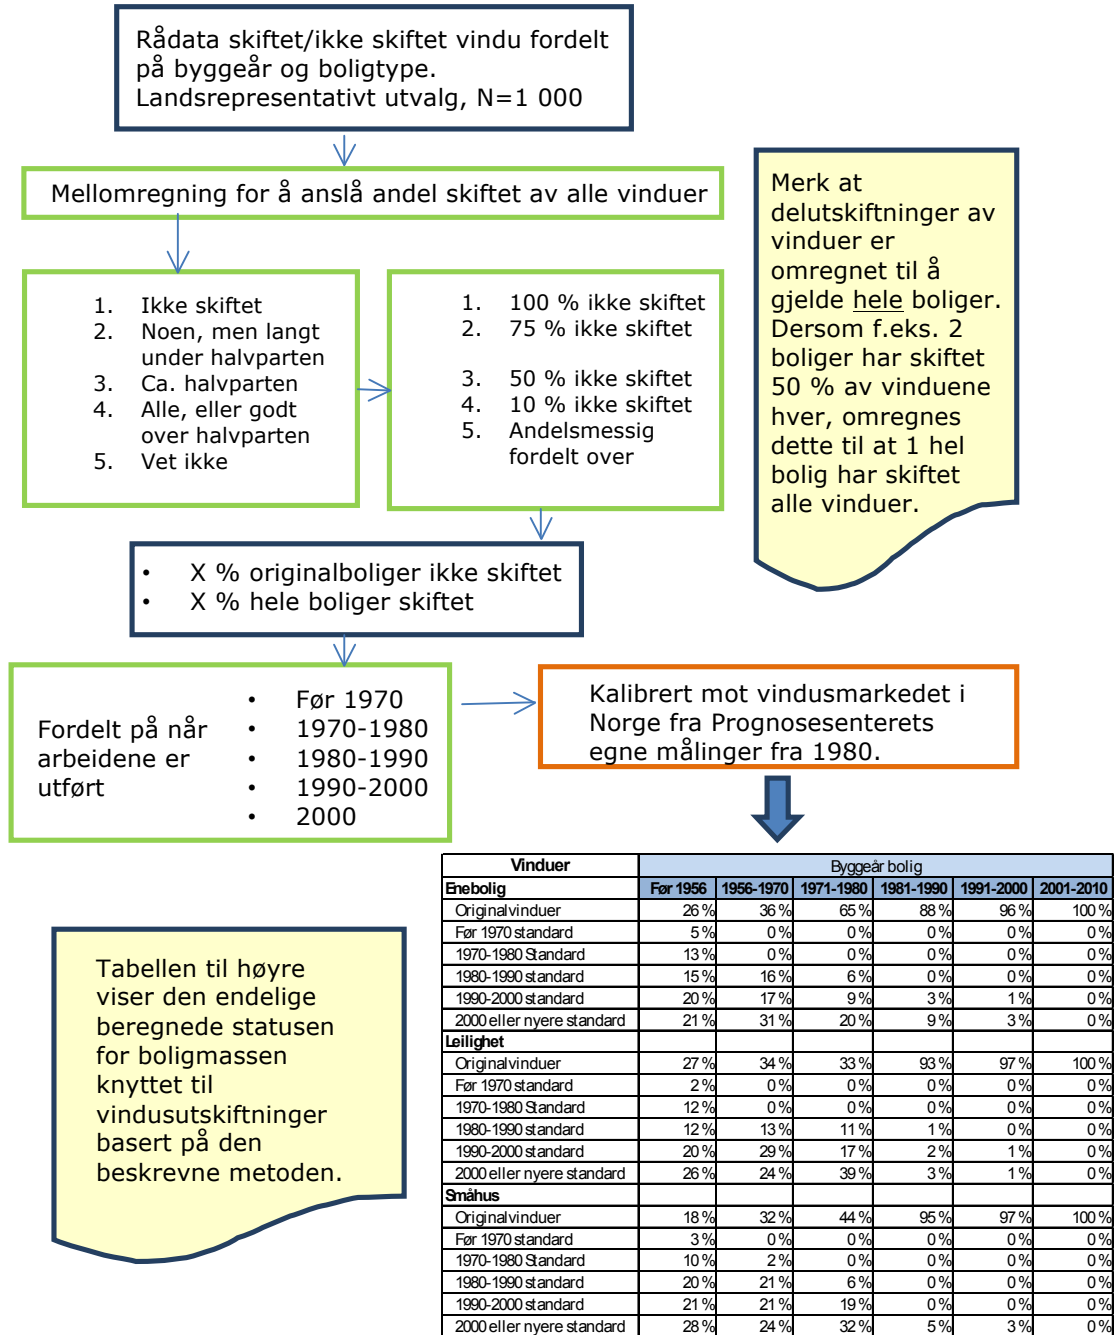 Rådata skiftet/ikke skiftet vindu fordelt
på byggeår og boligtype.
Landsrepresentativt utvalg, N=1 000
Mellomregning for å anslå andel skiftet av alle vinduer
1. Ikke skiftet
2. Noen, men langt
under halvparten
3. Ca. halvparten
4. Alle, eller godt
over halvparten
5. Vet ikke
1. 100 % ikke skiftet
2. 75 % ikke skiftet
3. 50 % ikke skiftet
4. 10 % ikke skiftet
5. Andelsmessig
fordelt over
Merk at
delutskiftninger av
vinduer er
omregnet til å
gjelde hele boliger.
Dersom f.eks. 2
boliger har skiftet
50 % av vinduene
hver, omregnes
dette til at 1 hel
bolig har skiftet
alle vinduer.
• X % originalboliger ikke skiftet
• X % hele boliger skiftet
Fordelt på når
arbeidene er
utført
• Før 1970
• 1970-1980
• 1980-1990
• 1990-2000
• 2000
Kalibrert mot vindusmarkedet i
Norge fra Prognosesenterets
egne målinger fra 1980.
Tabellen til høyre
viser den endelige
beregnede statusen
for boligmassen
knyttet til
vindusutskiftninger
basert på den
beskrevne metoden.
Vinduer Byggeår bolig
Enebolig Før 1956 1956-1970 1971-1980 1981-1990 1991-2000 2001-2010
Originalvinduer 26 % 36 % 65 % 88 % 96 % 100 %
Før 1970 standard 5 % 0 % 0 % 0 % 0 % 0 %
1970-1980 Standard 13 % 0 % 0 % 0 % 0 % 0 %
1980-1990 standard 15 % 16 % 6 % 0 % 0 % 0 %
1990-2000 standard 20 % 17 % 9 % 3 % 1 % 0 %
2000 eller nyere standard 21 % 31 % 20 % 9 % 3 % 0 %
Leilighet
Originalvinduer 27 % 34 % 33 % 93 % 97 % 100 %
Før 1970 standard 2 % 0 % 0 % 0 % 0 % 0 %
1970-1980 Standard 12 % 0 % 0 % 0 % 0 % 0 %
1980-1990 standard 12 % 13 % 11 % 1 % 0 % 0 %
1990-2000 standard 20 % 29 % 17 % 2 % 1 % 0 %
2000 eller nyere standard 26 % 24 % 39 % 3 % 1 % 0 %
Småhus
Originalvinduer 18 % 32 % 44 % 95 % 97 % 100 %
Før 1970 standard 3 % 0 % 0 % 0 % 0 % 0 %
1970-1980 Standard 10 % 2 % 0 % 0 % 0 % 0 %
1980-1990 standard 20 % 21 % 6 % 0 % 0 % 0 %
1990-2000 standard 21 % 21 % 19 % 0 % 0 % 0 %
2000 eller nyere standard 28 % 24 % 32 % 5 % 3 % 0 %